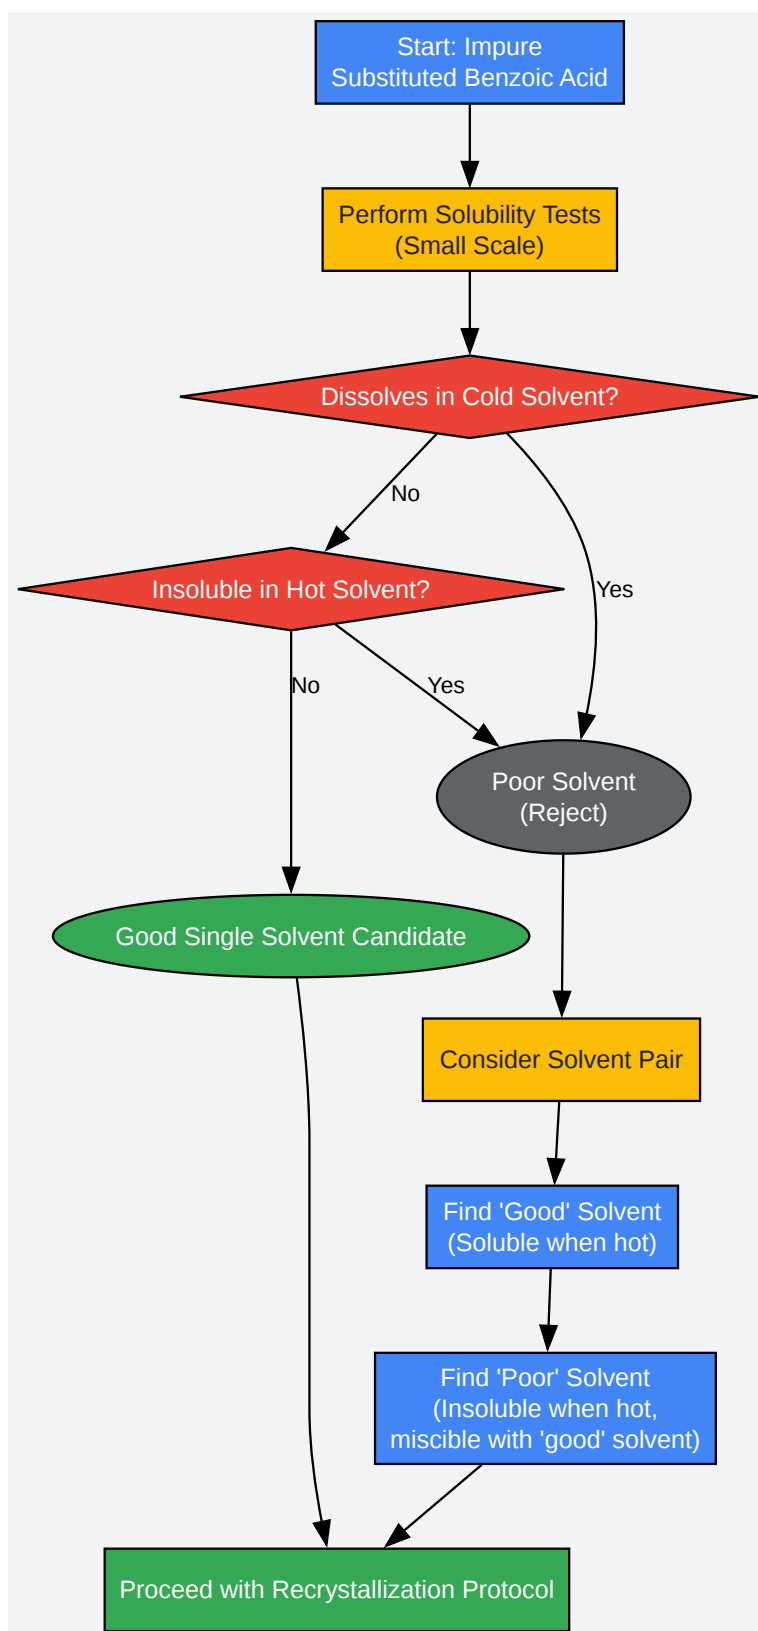 Start: Impure
Substituted Benzoic Acid
Perform Solubility Tests
(Small Scale)
Dissolves in Cold Solvent?
No
Insoluble in Hot Solvent?
Yes
No
Yes
Poor Solvent
(Reject)
Good Single Solvent Candidate
Consider Solvent Pair
Find 'Good' Solvent
(Soluble when hot)
Find 'Poor' Solvent
(Insoluble when hot,
miscible with 'good' solvent)
Proceed with Recrystallization Protocol